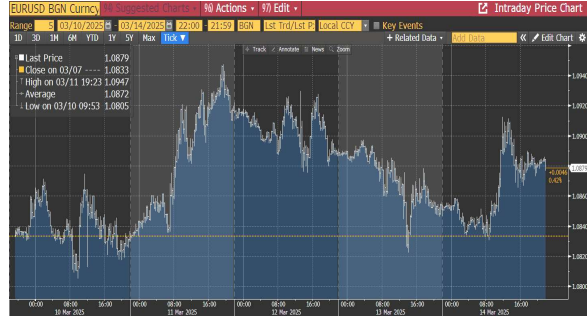 EURUSD BGN Curncy 94) Suggested Charts 96) Actions 97) Edit Intraday Price Chart
Range 5 03/10/2025 - 03/14/2025 22:00 - 21:59 BGN Lst Trd/Lst P Local CCY Key Events
1D 3D 1M 6M YTD 1Y 5Y Max Tick + Related Data Add Data « Edit Chart
Track Annotate News Zoom
Last Price 1.0879
Close on 03/07 ---- 1.0833
High on 03/11 19:23 1.0947
Average 1.0872
Low on 03/10 09:53 1.0805
1.0940
1.0920
1.0900
1.0879
+0.0046
0.42%
1.0860
1.0840
1.0820
1.0800
00:00 08:00 16:00 00:00 08:00 16:00 00:00 08:00 16:00 00:00 08:00 16:00 00:00 08:00 16:00
10 Mar 2025 11 Mar 2025 12 Mar 2025 13 Mar 2025 14 Mar 2025